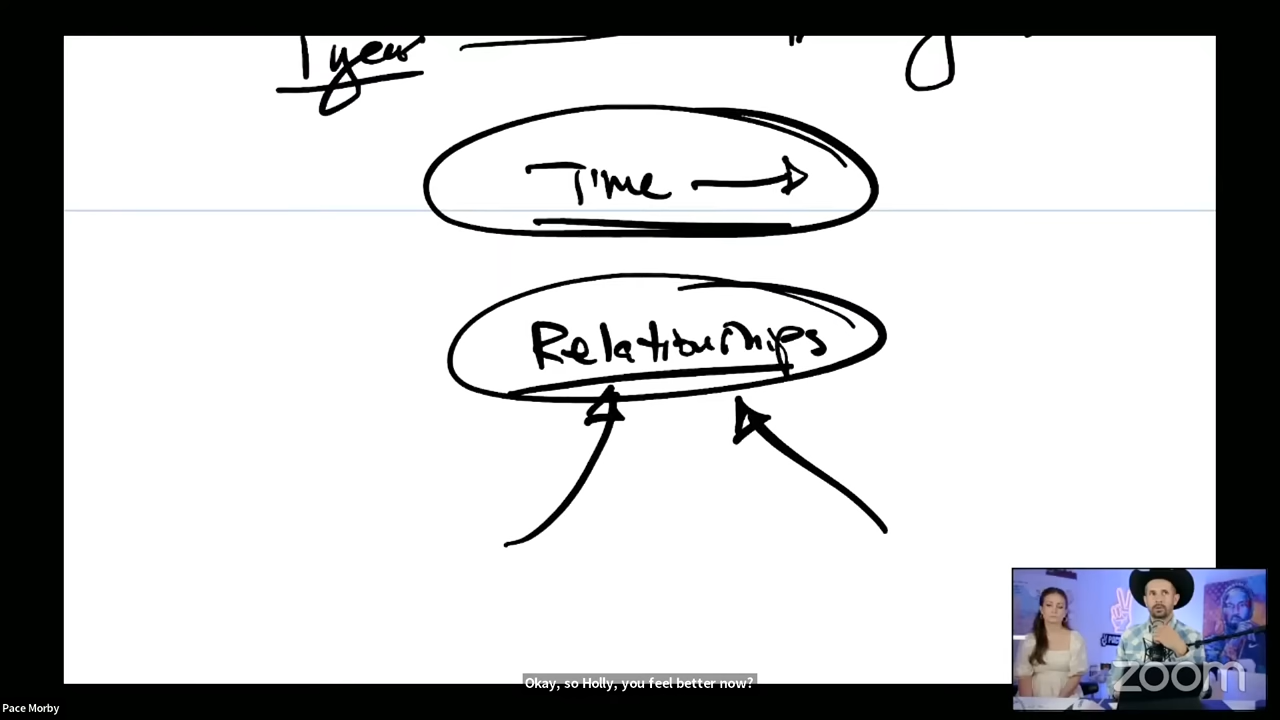 1 year
Time →
Relationships
zoom
Okay, so Holly, you feel better now?
Pace Morby